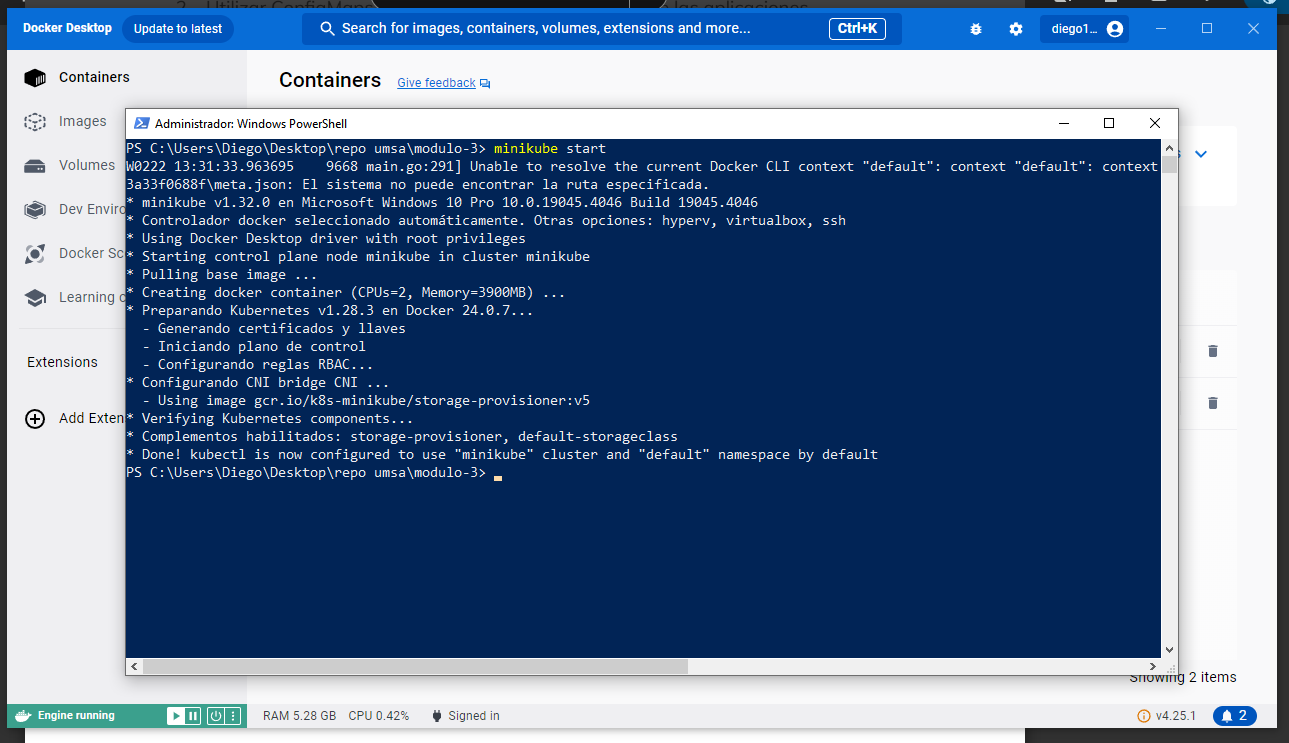 2. Utilizar ConfigMaps
las aplicaciones
Docker Desktop
Update to latest
Search for images, containers, volumes, extensions and more...
Ctrl+K
diego1...
Containers
Images
Volumes
Dev Enviro
Docker Sc
Learning c
Extensions
Add Exten
Containers
Give feedback
Administrador: Windows PowerShell
PS C:\Users\Diego\Desktop\repo umsa\modulo-3> minikube start
W0222 13:31:33.963695    9668 main.go:291] Unable to resolve the current Docker CLI context "default": context "default": context
3a33f0688f\meta.json: El sistema no puede encontrar la ruta especificada.
* minikube v1.32.0 en Microsoft Windows 10 Pro 10.0.19045.4046 Build 19045.4046
* Controlador docker seleccionado automáticamente. Otras opciones: hyperv, virtualbox, ssh
* Using Docker Desktop driver with root privileges
* Starting control plane node minikube in cluster minikube
* Pulling base image ...
* Creating docker container (CPUs=2, Memory=3900MB) ...
* Preparando Kubernetes v1.28.3 en Docker 24.0.7...
  - Generando certificados y llaves
  - Iniciando plano de control
  - Configurando reglas RBAC...
* Configurando CNI bridge CNI ...
  - Using image gcr.io/k8s-minikube/storage-provisioner:v5
* Verifying Kubernetes components...
* Complementos habilitados: storage-provisioner, default-storageclass
* Done! kubectl is now configured to use "minikube" cluster and "default" namespace by default
PS C:\Users\Diego\Desktop\repo umsa\modulo-3>
Showing 2 items
Engine running
RAM 5.28 GB
CPU 0.42%
Signed in
v4.25.1
2